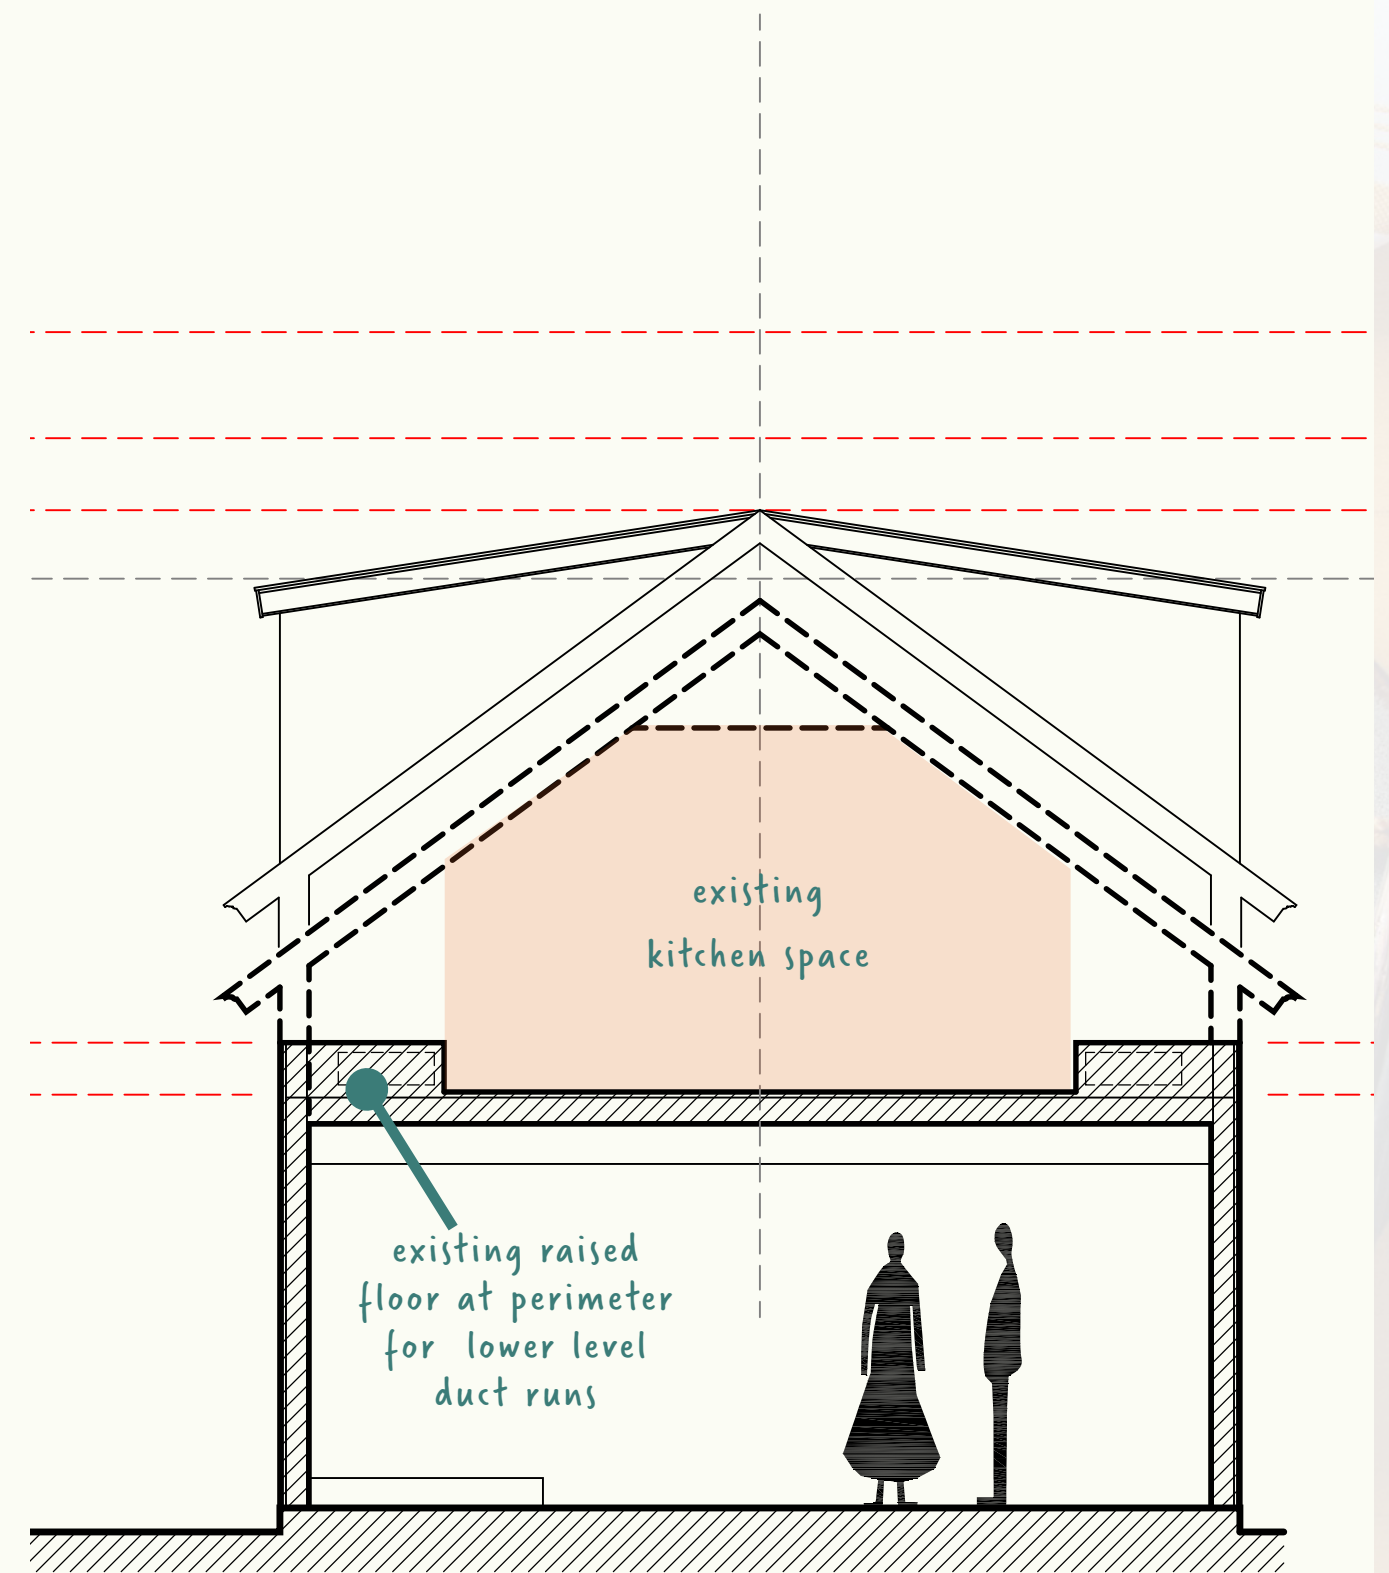 existing
kitchen space
existing raised
floor at perimeter
for lower level
duct runs